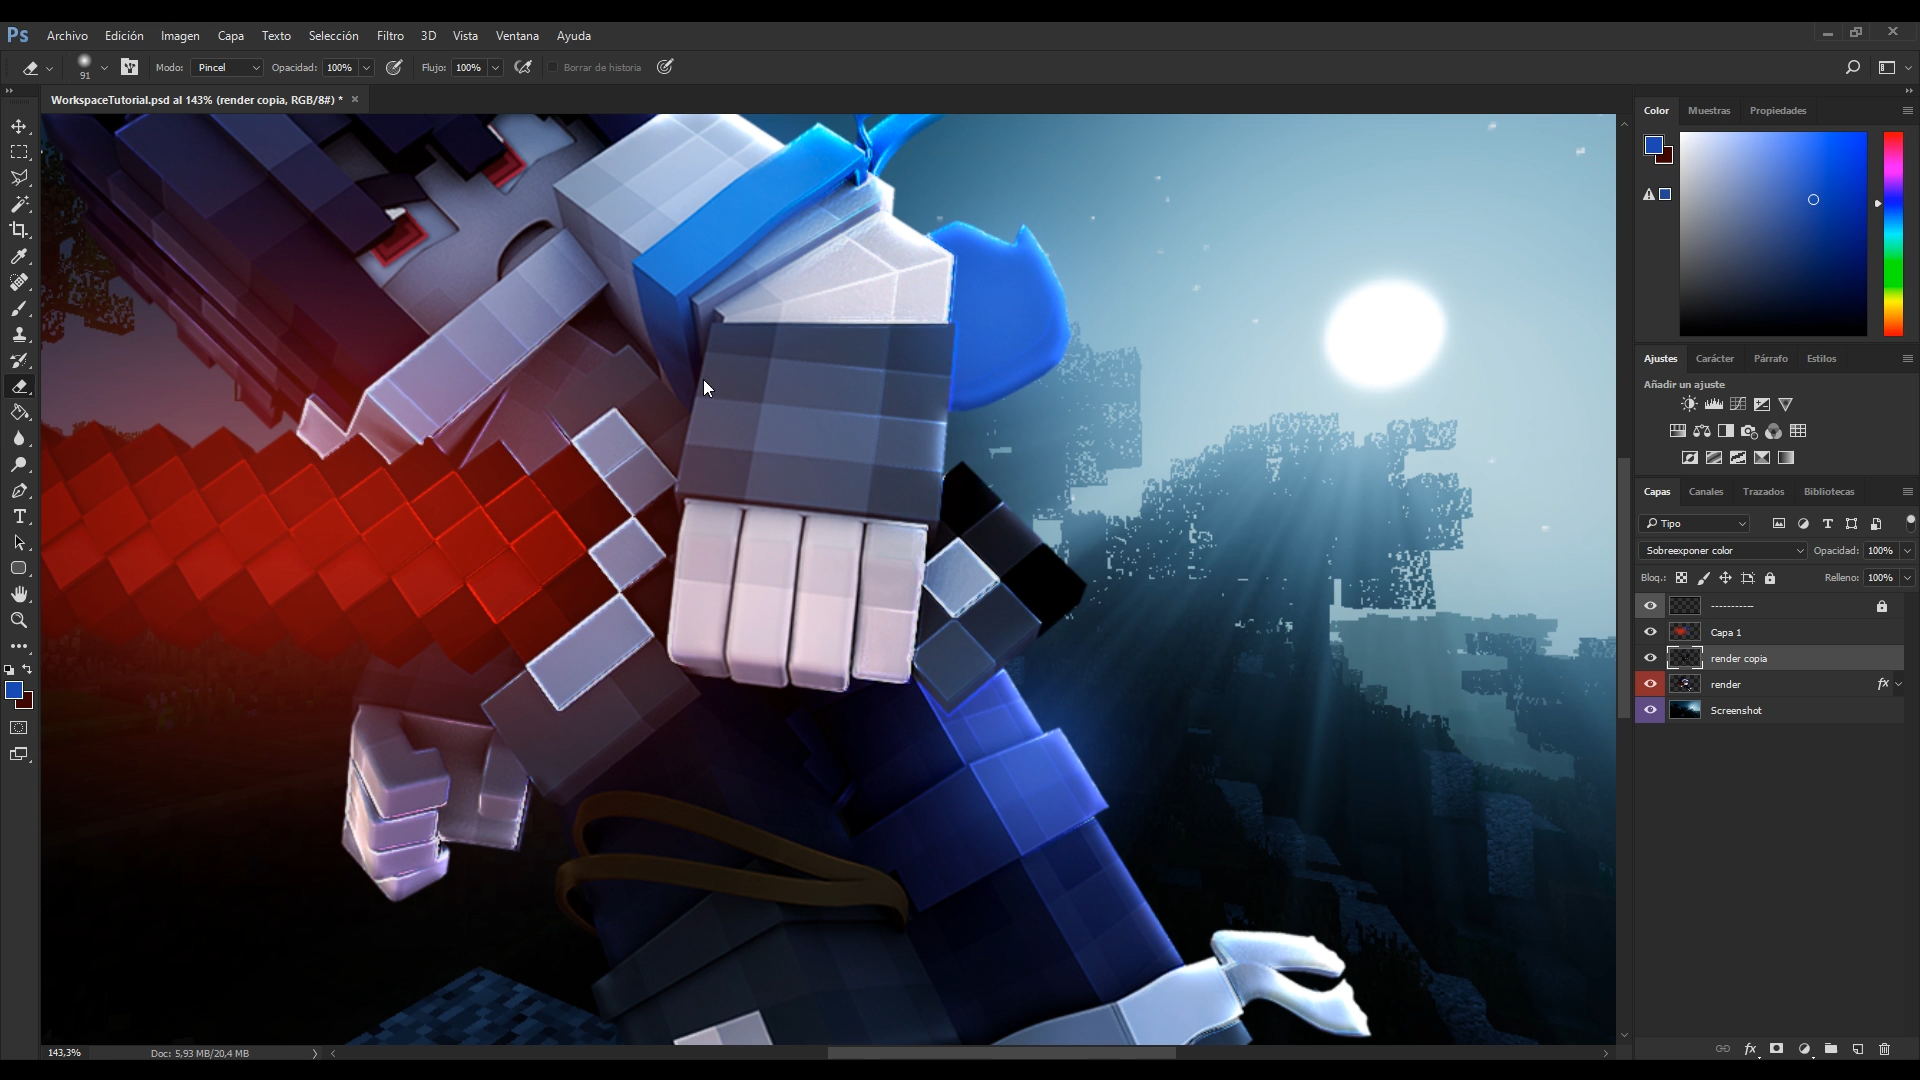 Ps Archivo Edición Imagen Capa Texto Selección Filtro 3D Vista Ventana Ayuda
91 Modo: Pincel Opacidad: 100% Flujo: 100% Borrar de historia
WorkspaceTutorial.psd al 143% (render copia, RGB/8#) * ×
Color Muestras Propiedades
Ajustes Carácter Párrafo Estilos
Añadir un ajuste
Capas Canales Trazados Bibliotecas
Tipo
Sobreexponer color Opacidad: 100%
Bloq.: Relleno: 100%
-----------
Capa 1
render copia
render fx
Screenshot
143,3% Doc: 5,93 MB/20,4 MB
fx